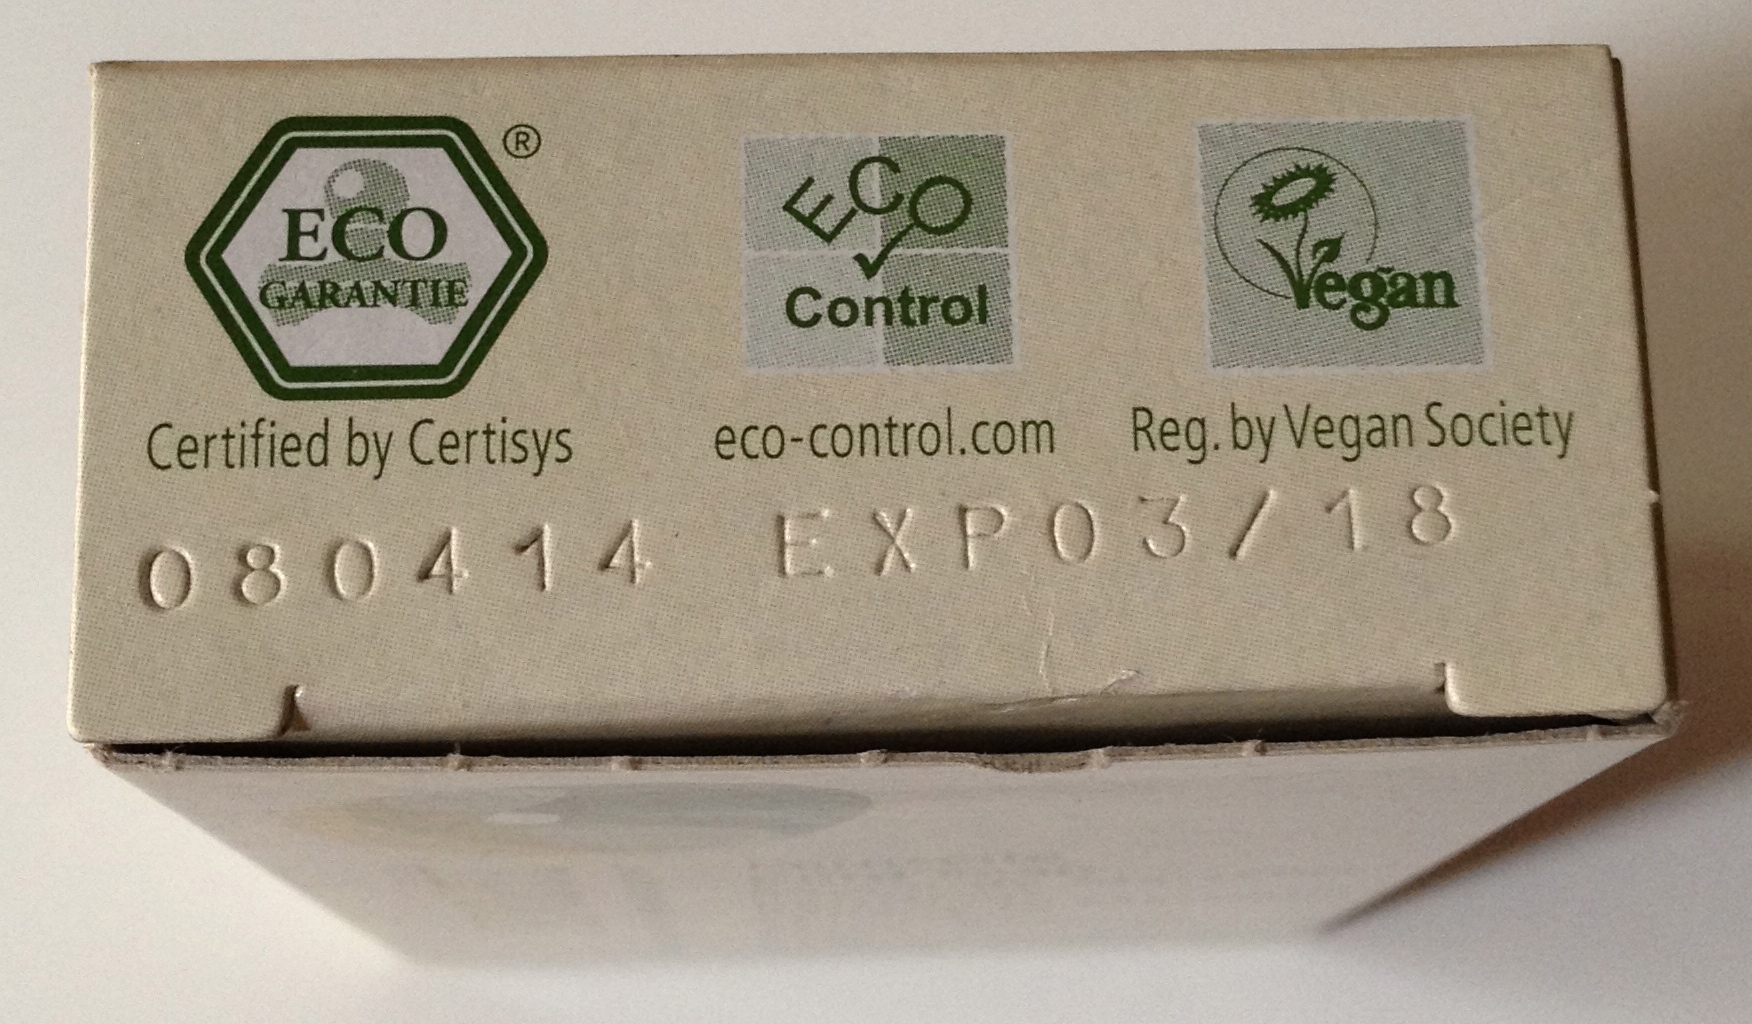 ECO
GARANTIE
®
Certified by Certisys
ECO
Control
eco-control.com
Vegan
Reg. by Vegan Society
080414 EXP03/18